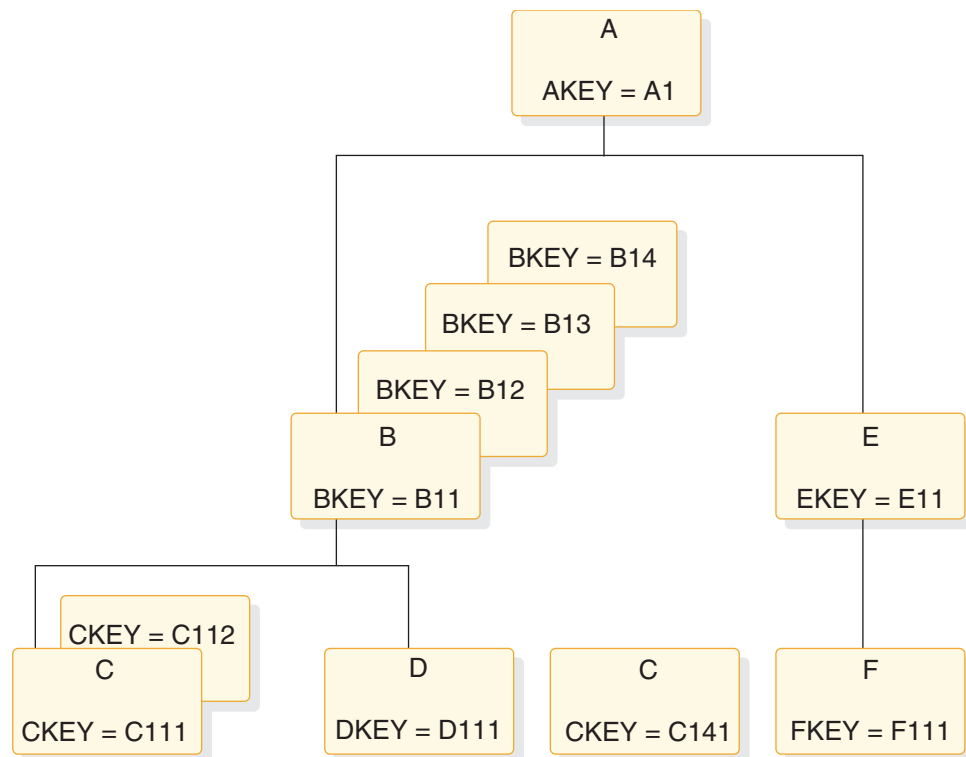 A
AKEY = A1
BKEY = B14
BKEY = B13
BKEY = B12
B
BKEY = B11
E
EKEY = E11
CKEY = C112
C
CKEY = C111
D
DKEY = D111
C
CKEY = C141
F
FKEY = F111